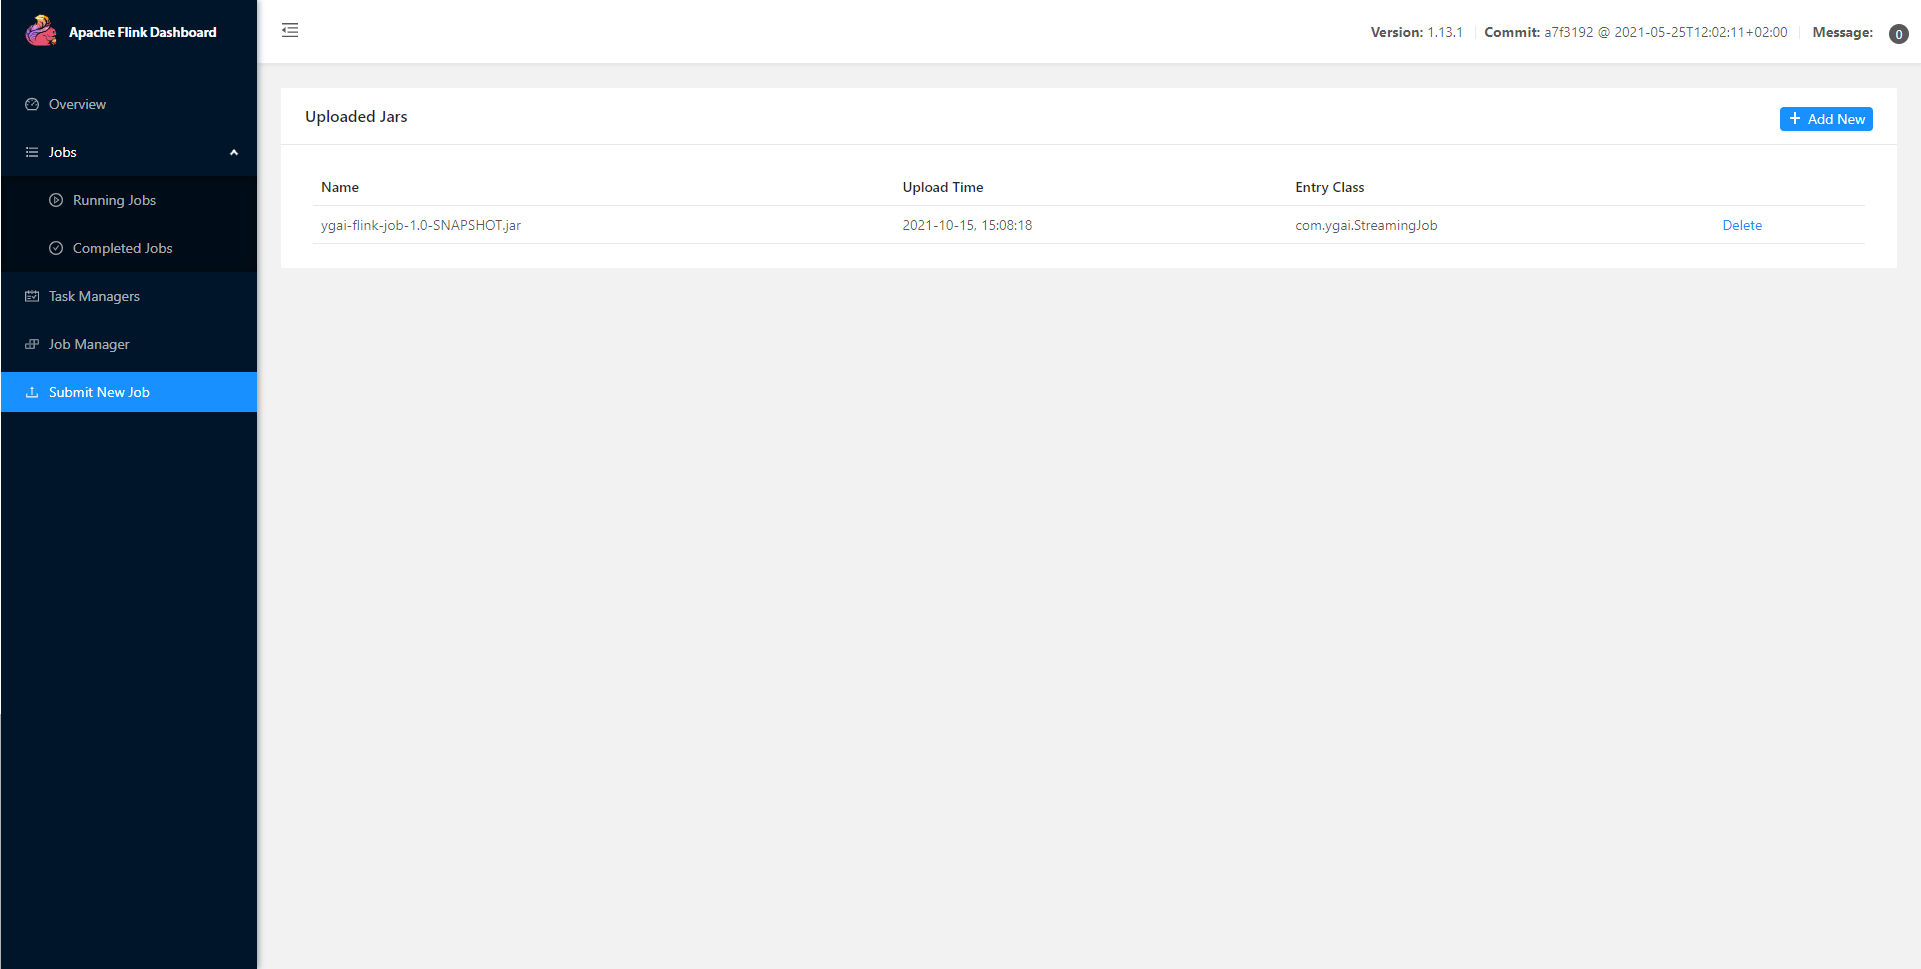 Apache Flink Dashboard
Version: 1.13.1 Commit: a7f3192 @ 2021-05-25T12:02:11+02:00 Message: 0
Overview
Jobs
Running Jobs
Completed Jobs
Task Managers
Job Manager
Submit New Job
Uploaded Jars
+ Add New
Name Upload Time Entry Class
ygai-flink-job-1.0-SNAPSHOT.jar 2021-10-15, 15:08:18 com.ygai.StreamingJob Delete